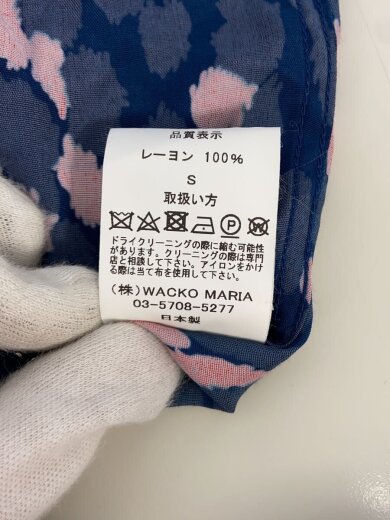 品質表示
レーヨン 100%
S
取扱い方
ドライクリーニングの際に縮む可能性
があります。クリーニングの際は専門
店と相談して下さい。アイロンをかけ
る際は当て布を使用して下さい。
(株)WACKO MARIA
03-5708-5277
日本製